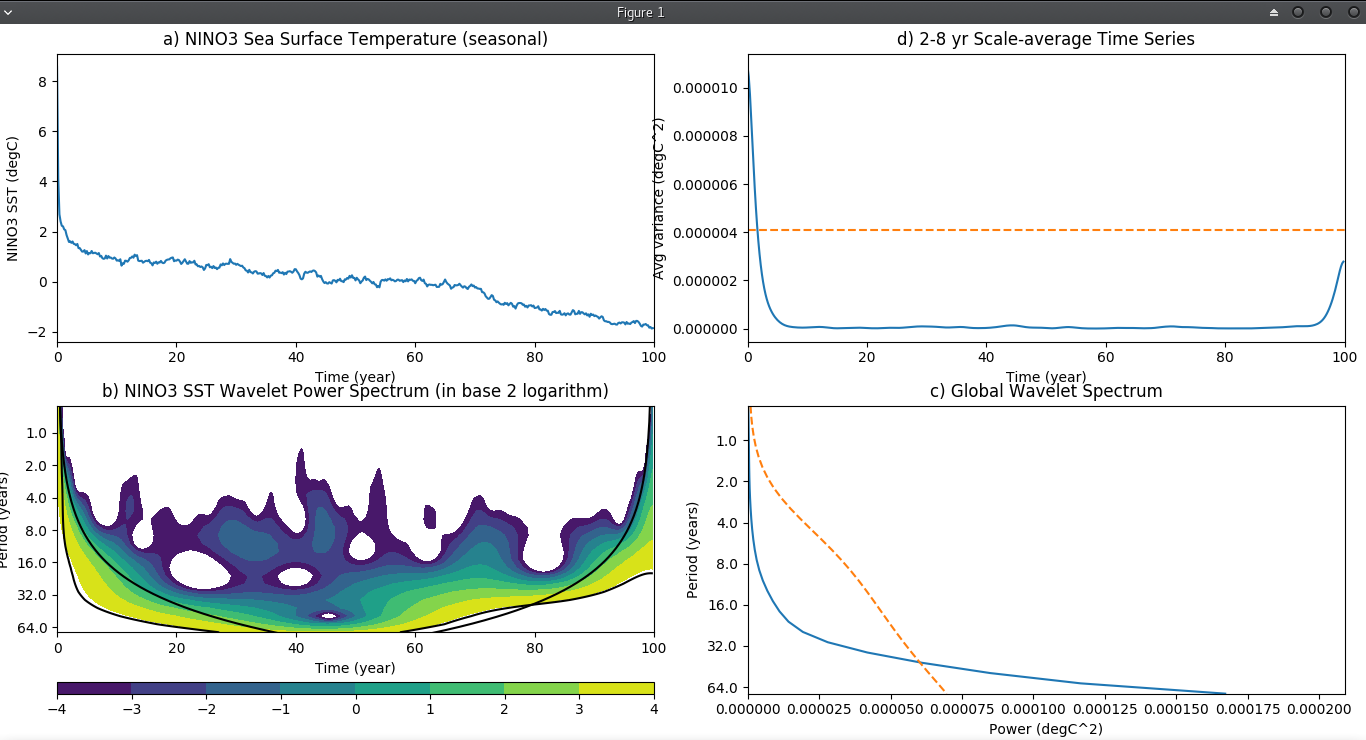 Figure 1
a) NINO3 Sea Surface Temperature (seasonal)
NINO3 SST (degC)
8
6
4
2
0
−2
0 20 40 60 80 100
Time (year)
d) 2-8 yr Scale-average Time Series
Avg variance (degC^2)
0.000010
0.000008
0.000006
0.000004
0.000002
0.000000
0 20 40 60 80 100
Time (year)
b) NINO3 SST Wavelet Power Spectrum (in base 2 logarithm)
Period (years)
1.0
2.0
4.0
8.0
16.0
32.0
64.0
0 20 40 60 80 100
Time (year)
−4 −3 −2 −1 0 1 2 3 4
c) Global Wavelet Spectrum
Period (years)
1.0
2.0
4.0
8.0
16.0
32.0
64.0
0.000000 0.000025 0.000050 0.000075 0.000100 0.000125 0.000150 0.000175 0.000200
Power (degC^2)